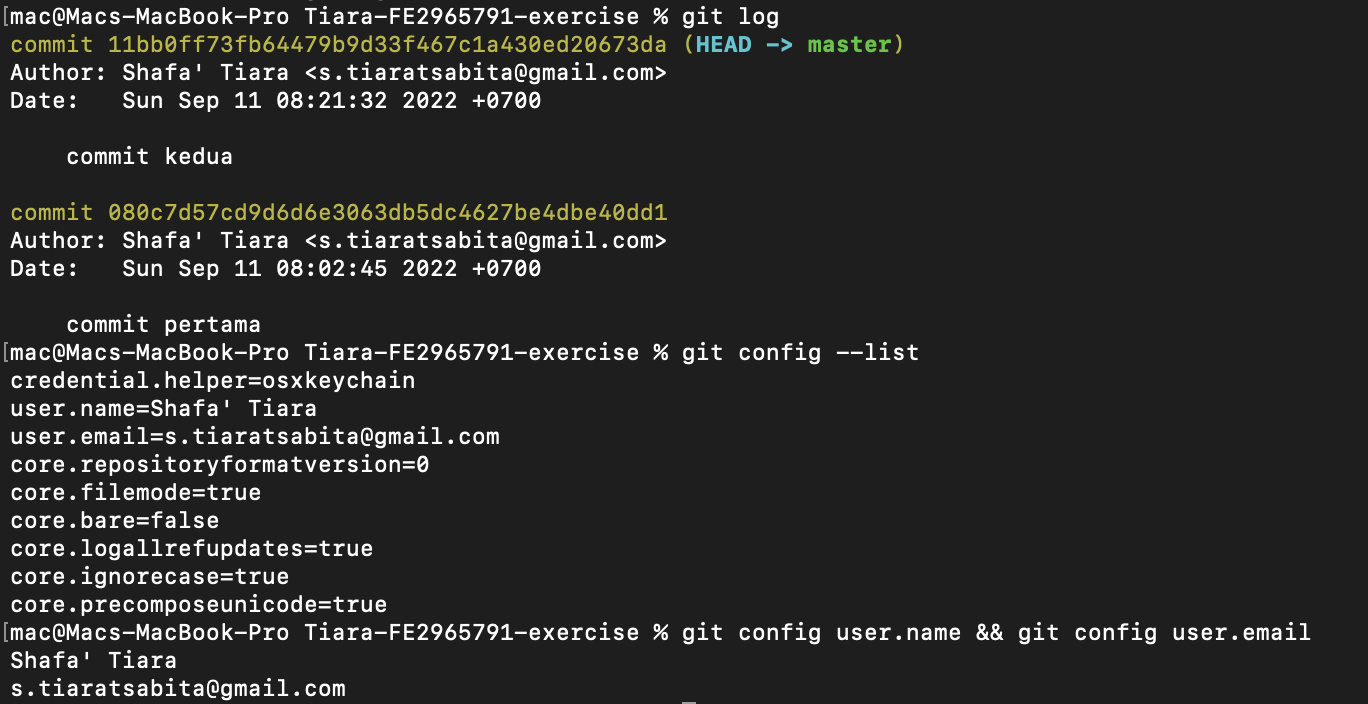 [mac@Macs-MacBook-Pro Tiara-FE2965791-exercise % git log
commit 11bb0ff73fb64479b9d33f467c1a430ed20673da (HEAD -> master)
Author: Shafa' Tiara <s.tiaratsabita@gmail.com>
Date:   Sun Sep 11 08:21:32 2022 +0700
    commit kedua
commit 080c7d57cd9d6d6e3063db5dc4627be4dbe40dd1
Author: Shafa' Tiara <s.tiaratsabita@gmail.com>
Date:   Sun Sep 11 08:02:45 2022 +0700
    commit pertama
[mac@Macs-MacBook-Pro Tiara-FE2965791-exercise % git config --list
credential.helper=osxkeychain
user.name=Shafa' Tiara
user.email=s.tiaratsabita@gmail.com
core.repositoryformatversion=0
core.filemode=true
core.bare=false
core.logallrefupdates=true
core.ignorecase=true
core.precomposeunicode=true
[mac@Macs-MacBook-Pro Tiara-FE2965791-exercise % git config user.name && git config user.email
Shafa' Tiara
s.tiaratsabita@gmail.com